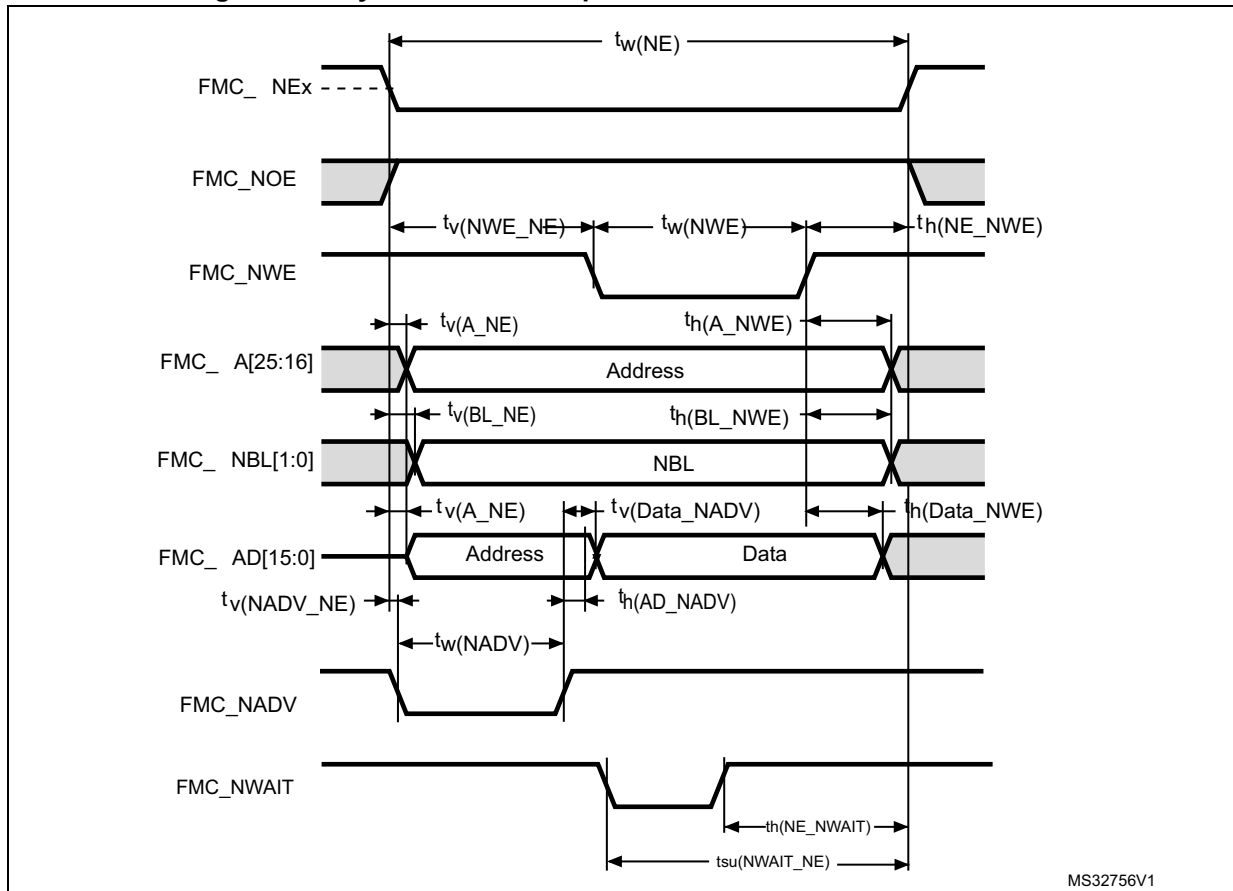 tw(NE)
FMC_ NEx
FMC_NOE
tv(NWE_NE) tw(NWE) th(NE_NWE)
FMC_NWE
tv(A_NE) th(A_NWE)
FMC_ A[25:16] Address
tv(BL_NE) th(BL_NWE)
FMC_ NBL[1:0] NBL
tv(A_NE) tv(Data_NADV) th(Data_NWE)
FMC_ AD[15:0] Address Data
tv(NADV_NE) th(AD_NADV)
tw(NADV)
FMC_NADV
FMC_NWAIT
th(NE_NWAIT)
tsu(NWAIT_NE)
MS32756V1